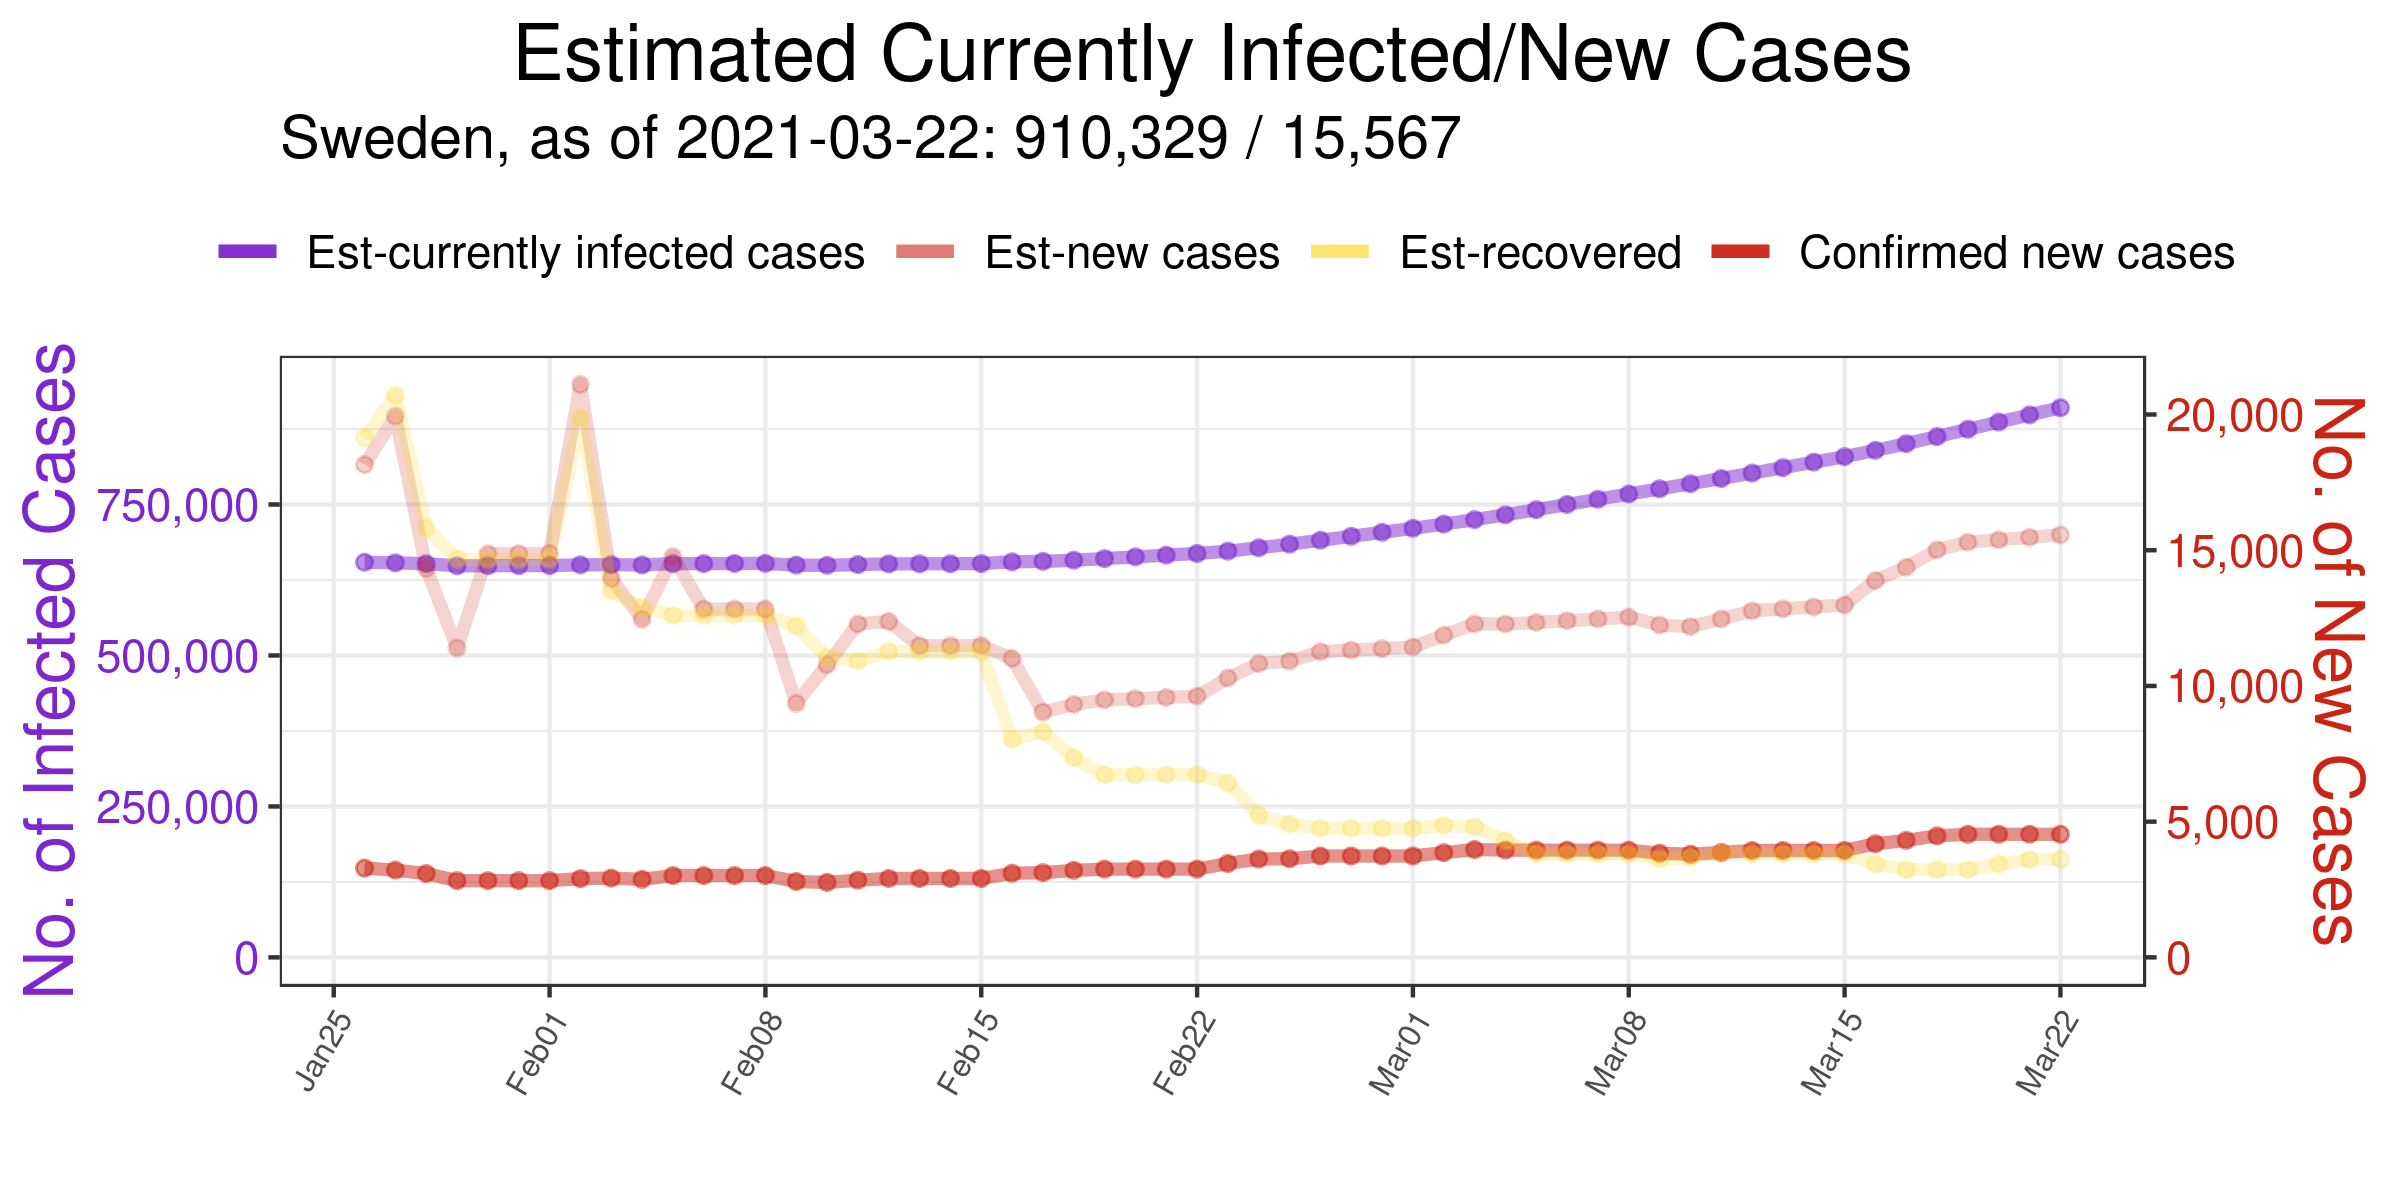 Estimated Currently Infected/New Cases
Sweden, as of 2021-03-22: 910,329 / 15,567
Est-currently infected cases Est-new cases Est-recovered Confirmed new cases
No. of Infected Cases
750,000
500,000
250,000
0
20,000
15,000
10,000
5,000
0
No. of New Cases
Jan25 Feb01 Feb08 Feb15 Feb22 Mar01 Mar08 Mar15 Mar22